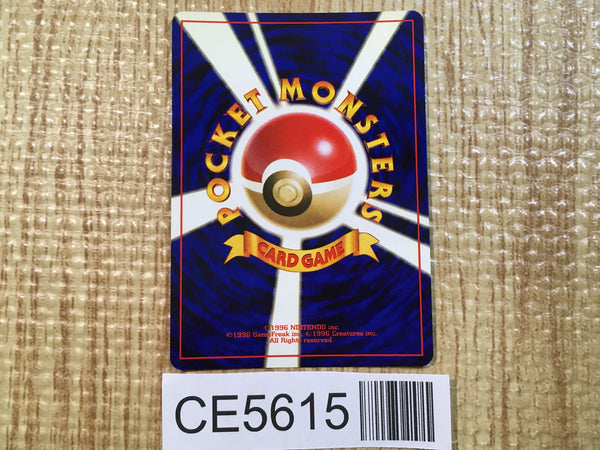 POCKET MONSTERS
CARD GAME
©1996 NINTENDO inc.
©1996 GameFreak inc. ©1996 Creatures inc.
All Rights reserved.
CE5615